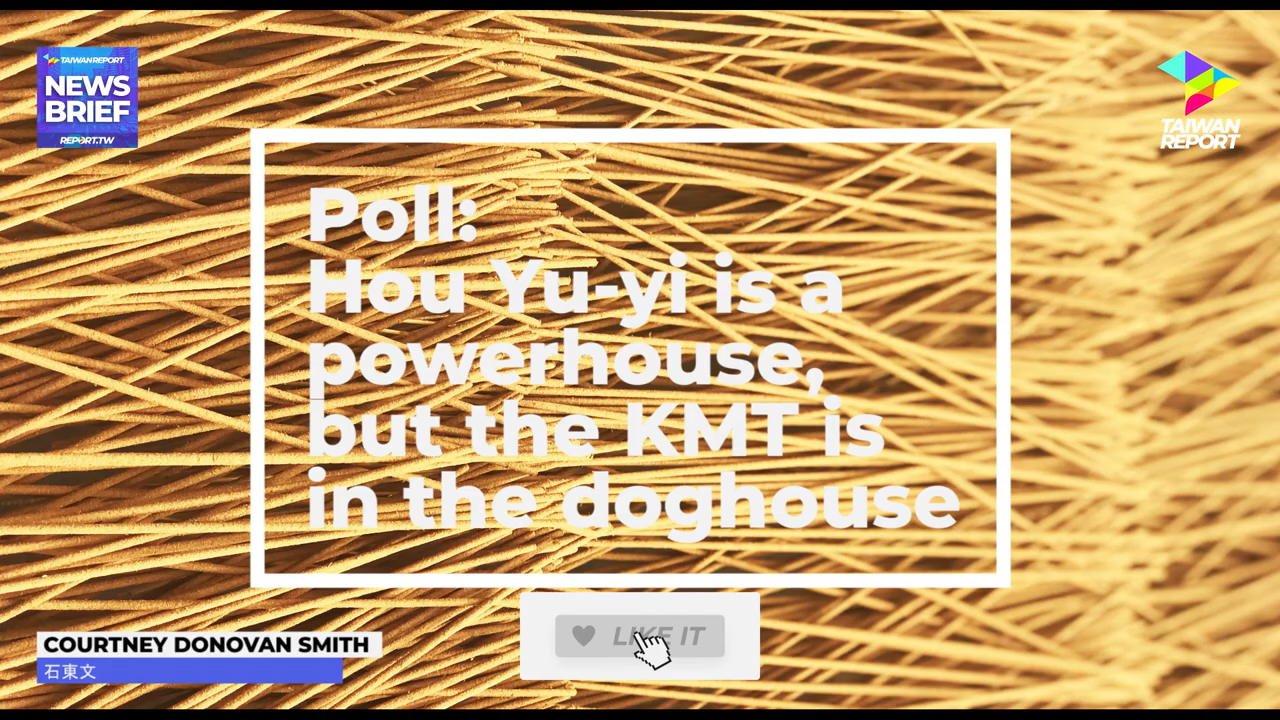 TAIWAN REPORT
NEWS
BRIEF
REPORT.TW
TAIWAN
REPORT
Poll:
Hou Yu-yi is a
powerhouse,
but the KMT is
in the doghouse
LIKE IT
COURTNEY DONOVAN SMITH
石東文